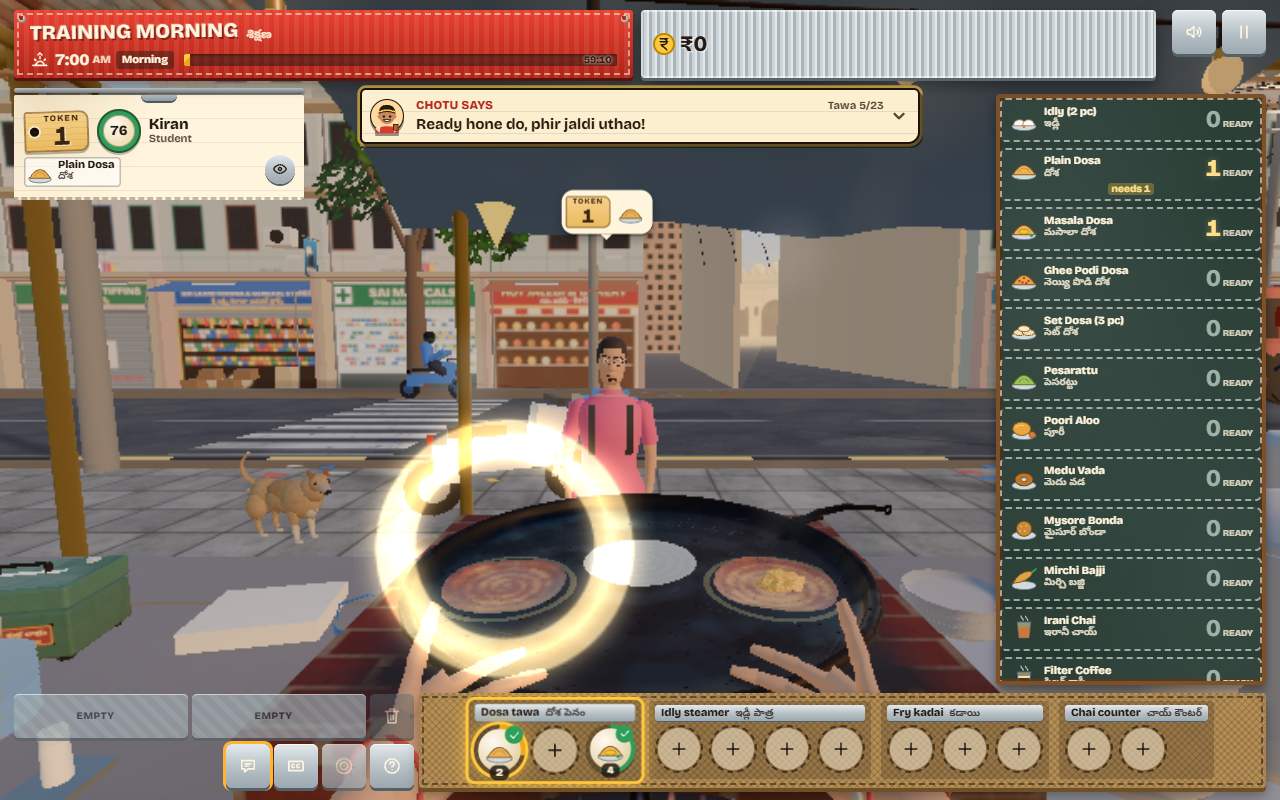 TRAINING MORNING శిక్షణ
7:00 AM Morning 59:10
₹ ₹0
TOKEN
1
76
Kiran
Student
Plain Dosa
దోశ
CHOTU SAYS
Tawa 5/23
Ready hone do, phir jaldi uthao!
TOKEN
1
Idly (2 pc)
ఇడ్లీ
0 READY
Plain Dosa
దోశ
1 READY
needs 1
Masala Dosa
మసాలా దోశ
1 READY
Ghee Podi Dosa
నెయ్యి పొడి దోశ
0 READY
Set Dosa (3 pc)
సెట్ దోశ
0 READY
Pesarattu
పెసరట్టు
0 READY
Poori Aloo
పూరీ
0 READY
Medu Vada
మెదు వడ
0 READY
Mysore Bonda
మైసూర్ బోండా
0 READY
Mirchi Bajji
మిర్చి బజ్జీ
0 READY
Irani Chai
ఇరానీ చాయ్
0 READY
Filter Coffee
0 READY
EMPTY
EMPTY
CC
Dosa tawa దోశ పెనం
2
4
Idly steamer ఇడ్లీ పాత్ర
Fry kadai కడాయి
Chai counter చాయ్ కౌంటర్